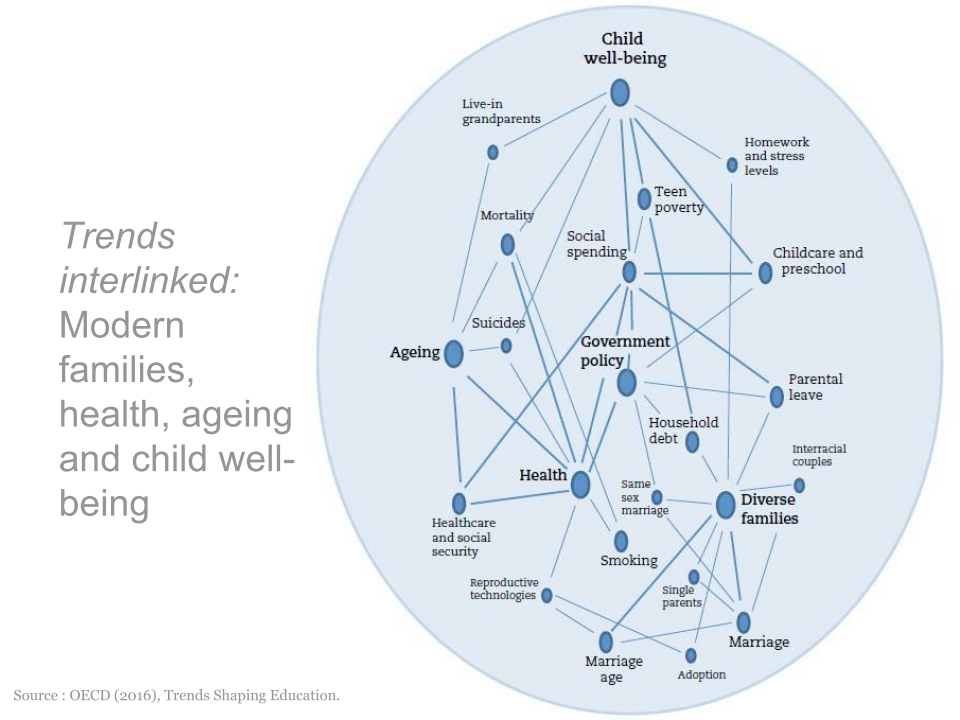 Child
well-being
Live-in
grandparents
Homework
and stress
levels
Teen
poverty
Mortality
Social
spending
Childcare and
preschool
Trends
interlinked:
Modern
families,
health, ageing
and child well-
being
Suicides
Ageing
Government
policy
Parental
leave
Household
debt
Interracial
couples
Health
Same
sex
marriage
Diverse
families
Healthcare
and social
security
Smoking
Reproductive
technologies
Single
parents
Marriage
Marriage
age
Adoption
Source : OECD (2016), Trends Shaping Education.